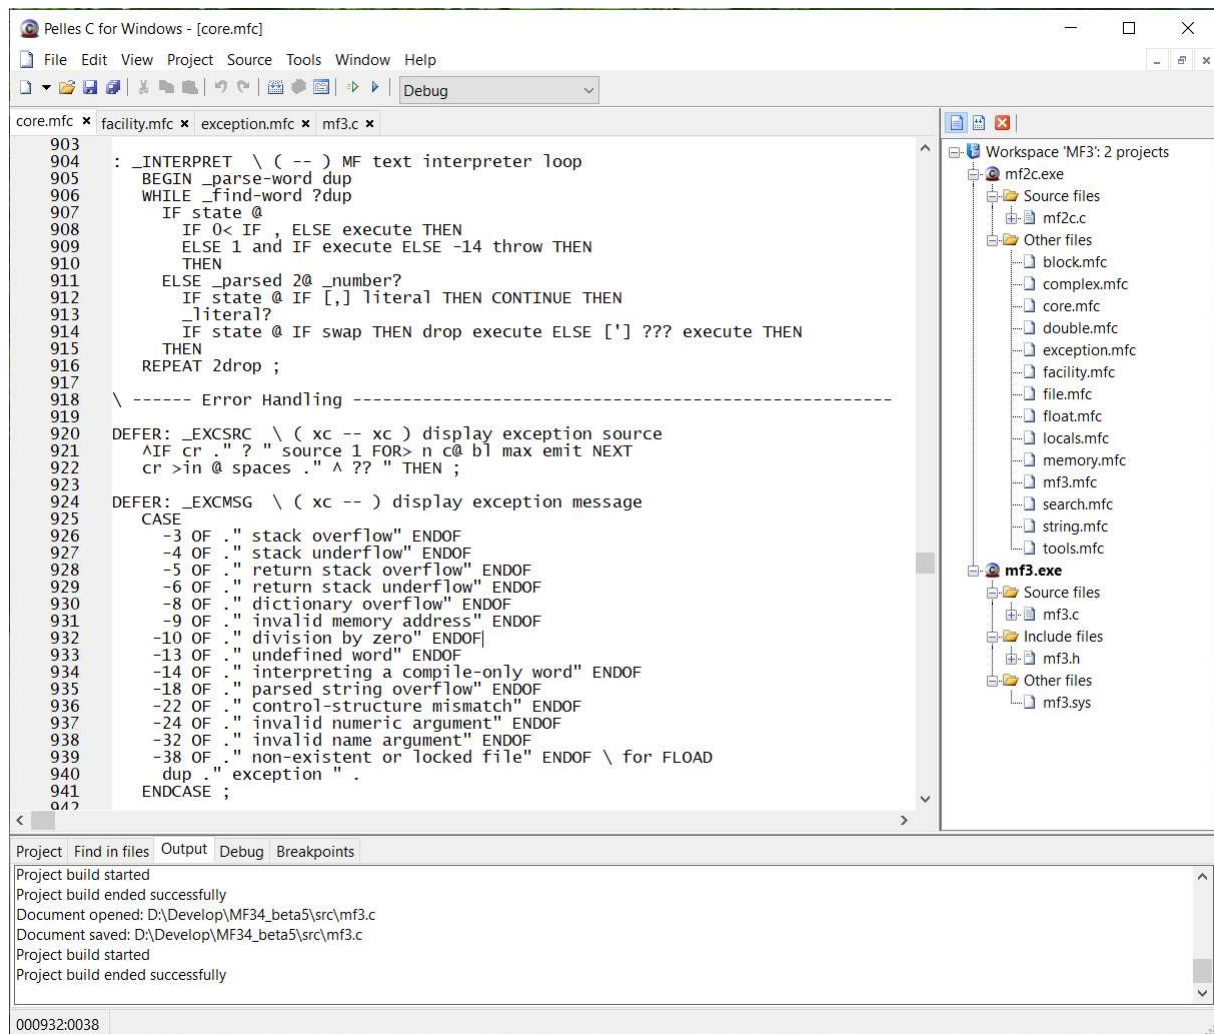 Pelles C for Windows - [core.mfc]
File Edit View Project Source Tools Window Help
Debug
core.mfc facility.mfc exception.mfc mf3.c
903
904 : _INTERPRET \ ( -- ) MF text interpreter loop
905 BEGIN _parse-word dup
906 WHILE _find-word ?dup
907 IF state @
908 IF 0< IF , ELSE execute THEN
909 ELSE 1 and IF execute ELSE -14 throw THEN
910 THEN
911 ELSE _parsed 2@ _number?
912 IF state @ IF [,] literal THEN CONTINUE THEN
913 _literal?
914 IF state @ IF swap THEN drop execute ELSE ['] ??? execute THEN
915 THEN
916 REPEAT 2drop ;
917
918 \ ------ Error Handling ------------------------------------------------------
919
920 DEFER: _EXCSRC \ ( xc -- xc ) display exception source
921 ^IF cr ." ? " source 1 FOR> n c@ bl max emit NEXT
922 cr >in @ spaces ." ^ ?? " THEN ;
923
924 DEFER: _EXCMSG \ ( xc -- ) display exception message
925 CASE
926 -3 OF ." stack overflow" ENDOF
927 -4 OF ." stack underflow" ENDOF
928 -5 OF ." return stack overflow" ENDOF
929 -6 OF ." return stack underflow" ENDOF
930 -8 OF ." dictionary overflow" ENDOF
931 -9 OF ." invalid memory address" ENDOF
932 -10 OF ." division by zero" ENDOF
933 -13 OF ." undefined word" ENDOF
934 -14 OF ." interpreting a compile-only word" ENDOF
935 -18 OF ." parsed string overflow" ENDOF
936 -22 OF ." control-structure mismatch" ENDOF
937 -24 OF ." invalid numeric argument" ENDOF
938 -32 OF ." invalid name argument" ENDOF
939 -38 OF ." non-existent or locked file" ENDOF \ for FLOAD
940 dup ." exception " .
941 ENDCASE ;
942
Workspace 'MF3': 2 projects
mf2c.exe
Source files
mf2c.c
Other files
block.mfc
complex.mfc
core.mfc
double.mfc
exception.mfc
facility.mfc
file.mfc
float.mfc
locals.mfc
memory.mfc
mf3.mfc
search.mfc
string.mfc
tools.mfc
mf3.exe
Source files
mf3.c
Include files
mf3.h
Other files
mf3.sys
Project Find in files Output Debug Breakpoints
Project build started
Project build ended successfully
Document opened: D:\Develop\MF34_beta5\src\mf3.c
Document saved: D:\Develop\MF34_beta5\src\mf3.c
Project build started
Project build ended successfully
000932:0038